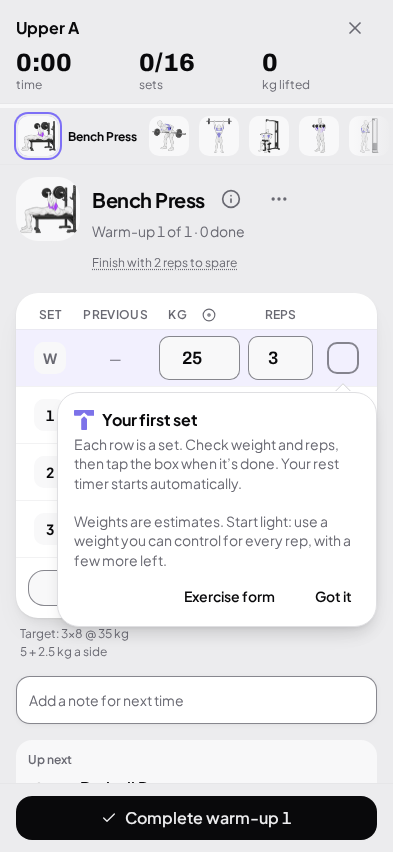 Upper A
0:00
time
0/16
sets
0
kg lifted
Bench Press
Bench Press
Warm-up 1 of 1 · 0 done
Finish with 2 reps to spare
SET PREVIOUS KG REPS
W — 25 3
1
2
3
Your first set
Each row is a set. Check weight and reps,
then tap the box when it's done. Your rest
timer starts automatically.
Weights are estimates. Start light: use a
weight you can control for every rep, with a
few more left.
Exercise form Got it
Target: 3×8 @ 35 kg
5 + 2.5 kg a side
Add a note for next time
Up next
Complete warm-up 1